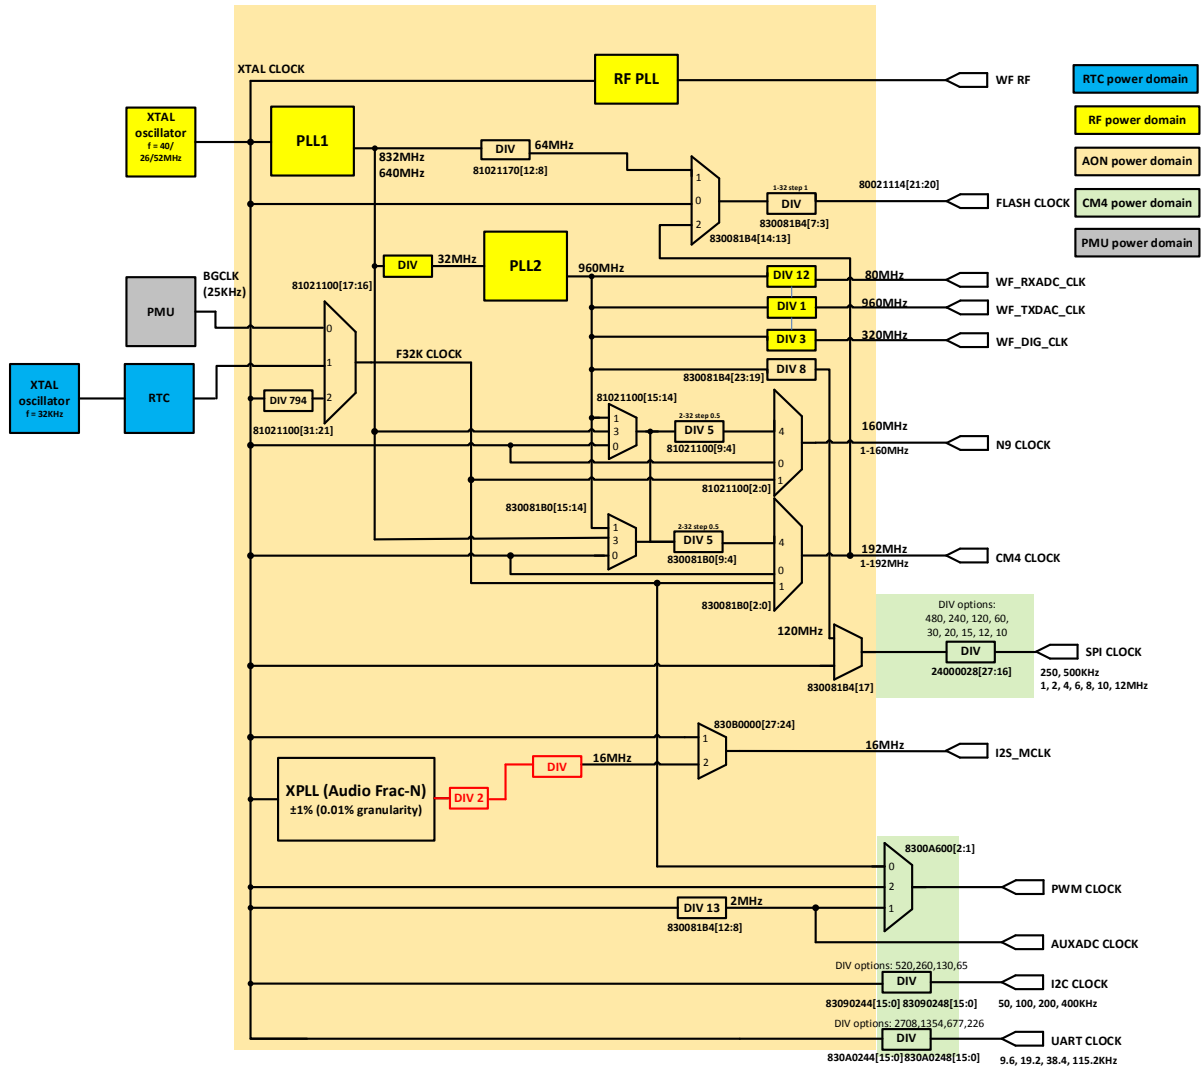 XTAL CLOCK
RF PLL
WF RF
RTC power domain
XTAL
oscillator
f = 40/
26/52MHz
PLL1
832MHz
640MHz
DIV
64MHz
81021170[12:8]
RF power domain
AON power domain
1
0
2
830081B4[14:13]
1-32 step 1
DIV
830081B4[7:3]
80021114[21:20]
FLASH CLOCK
CM4 power domain
PMU power domain
DIV
32MHz
PLL2
960MHz
DIV 12
80MHz
WF_RXADC_CLK
DIV 1
960MHz
WF_TXDAC_CLK
DIV 3
320MHz
WF_DIG_CLK
BGCLK
(25KHz)
PMU
81021100[17:16]
0
1
2
F32K CLOCK
DIV 8
830081B4[23:19]
XTAL
oscillator
f = 32KHz
RTC
DIV 794
81021100[31:21]
81021100[15:14]
1
3
0
2-32 step 0.5
DIV 5
81021100[9:4]
4
0
1
81021100[2:0]
160MHz
1-160MHz
N9 CLOCK
830081B0[15:14]
1
3
0
2-32 step 0.5
DIV 5
830081B0[9:4]
4
0
1
830081B0[2:0]
192MHz
1-192MHz
CM4 CLOCK
120MHz
830081B4[17]
DIV options:
480, 240, 120, 60,
30, 20, 15, 12, 10
DIV
24000028[27:16]
SPI CLOCK
250, 500KHz
1, 2, 4, 6, 8, 10, 12MHz
830B0000[27:24]
1
2
16MHz
I2S_MCLK
XPLL (Audio Frac-N)
±1% (0.01% granularity)
DIV 2
DIV
16MHz
8300A600[2:1]
0
2
1
PWM CLOCK
DIV 13
2MHz
830081B4[12:8]
AUXADC CLOCK
DIV options: 520,260,130,65
DIV
83090244[15:0] 83090248[15:0]
I2C CLOCK
50, 100, 200, 400KHz
DIV options: 2708,1354,677,226
DIV
830A0244[15:0]830A0248[15:0]
UART CLOCK
9.6, 19.2, 38.4, 115.2KHz